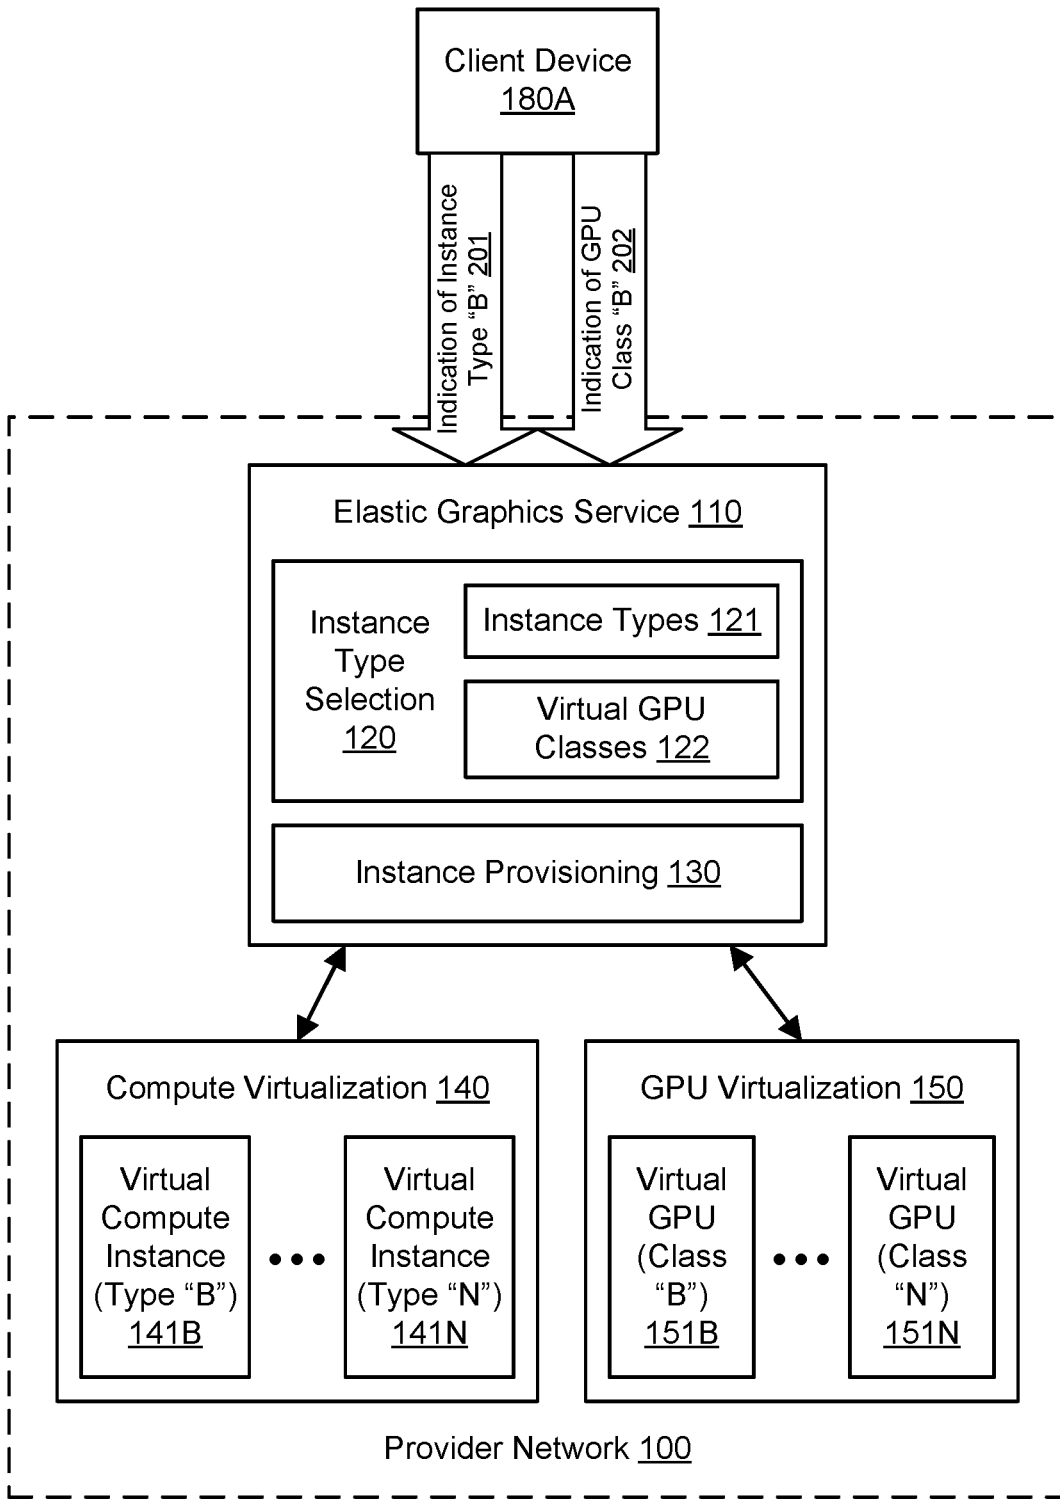 Client Device
180A
Indication of Instance
Type “B” 201
Indication of GPU
Class “B” 202
Elastic Graphics Service 110
Instance
Type
Selection
120
Instance Types 121
Virtual GPU
Classes 122
Instance Provisioning 130
Compute Virtualization 140
Virtual
Compute
Instance
(Type “B”)
141B
Virtual
Compute
Instance
(Type “N”)
141N
GPU Virtualization 150
Virtual
GPU
(Class
“B”)
151B
Virtual
GPU
(Class
“N”)
151N
Provider Network 100